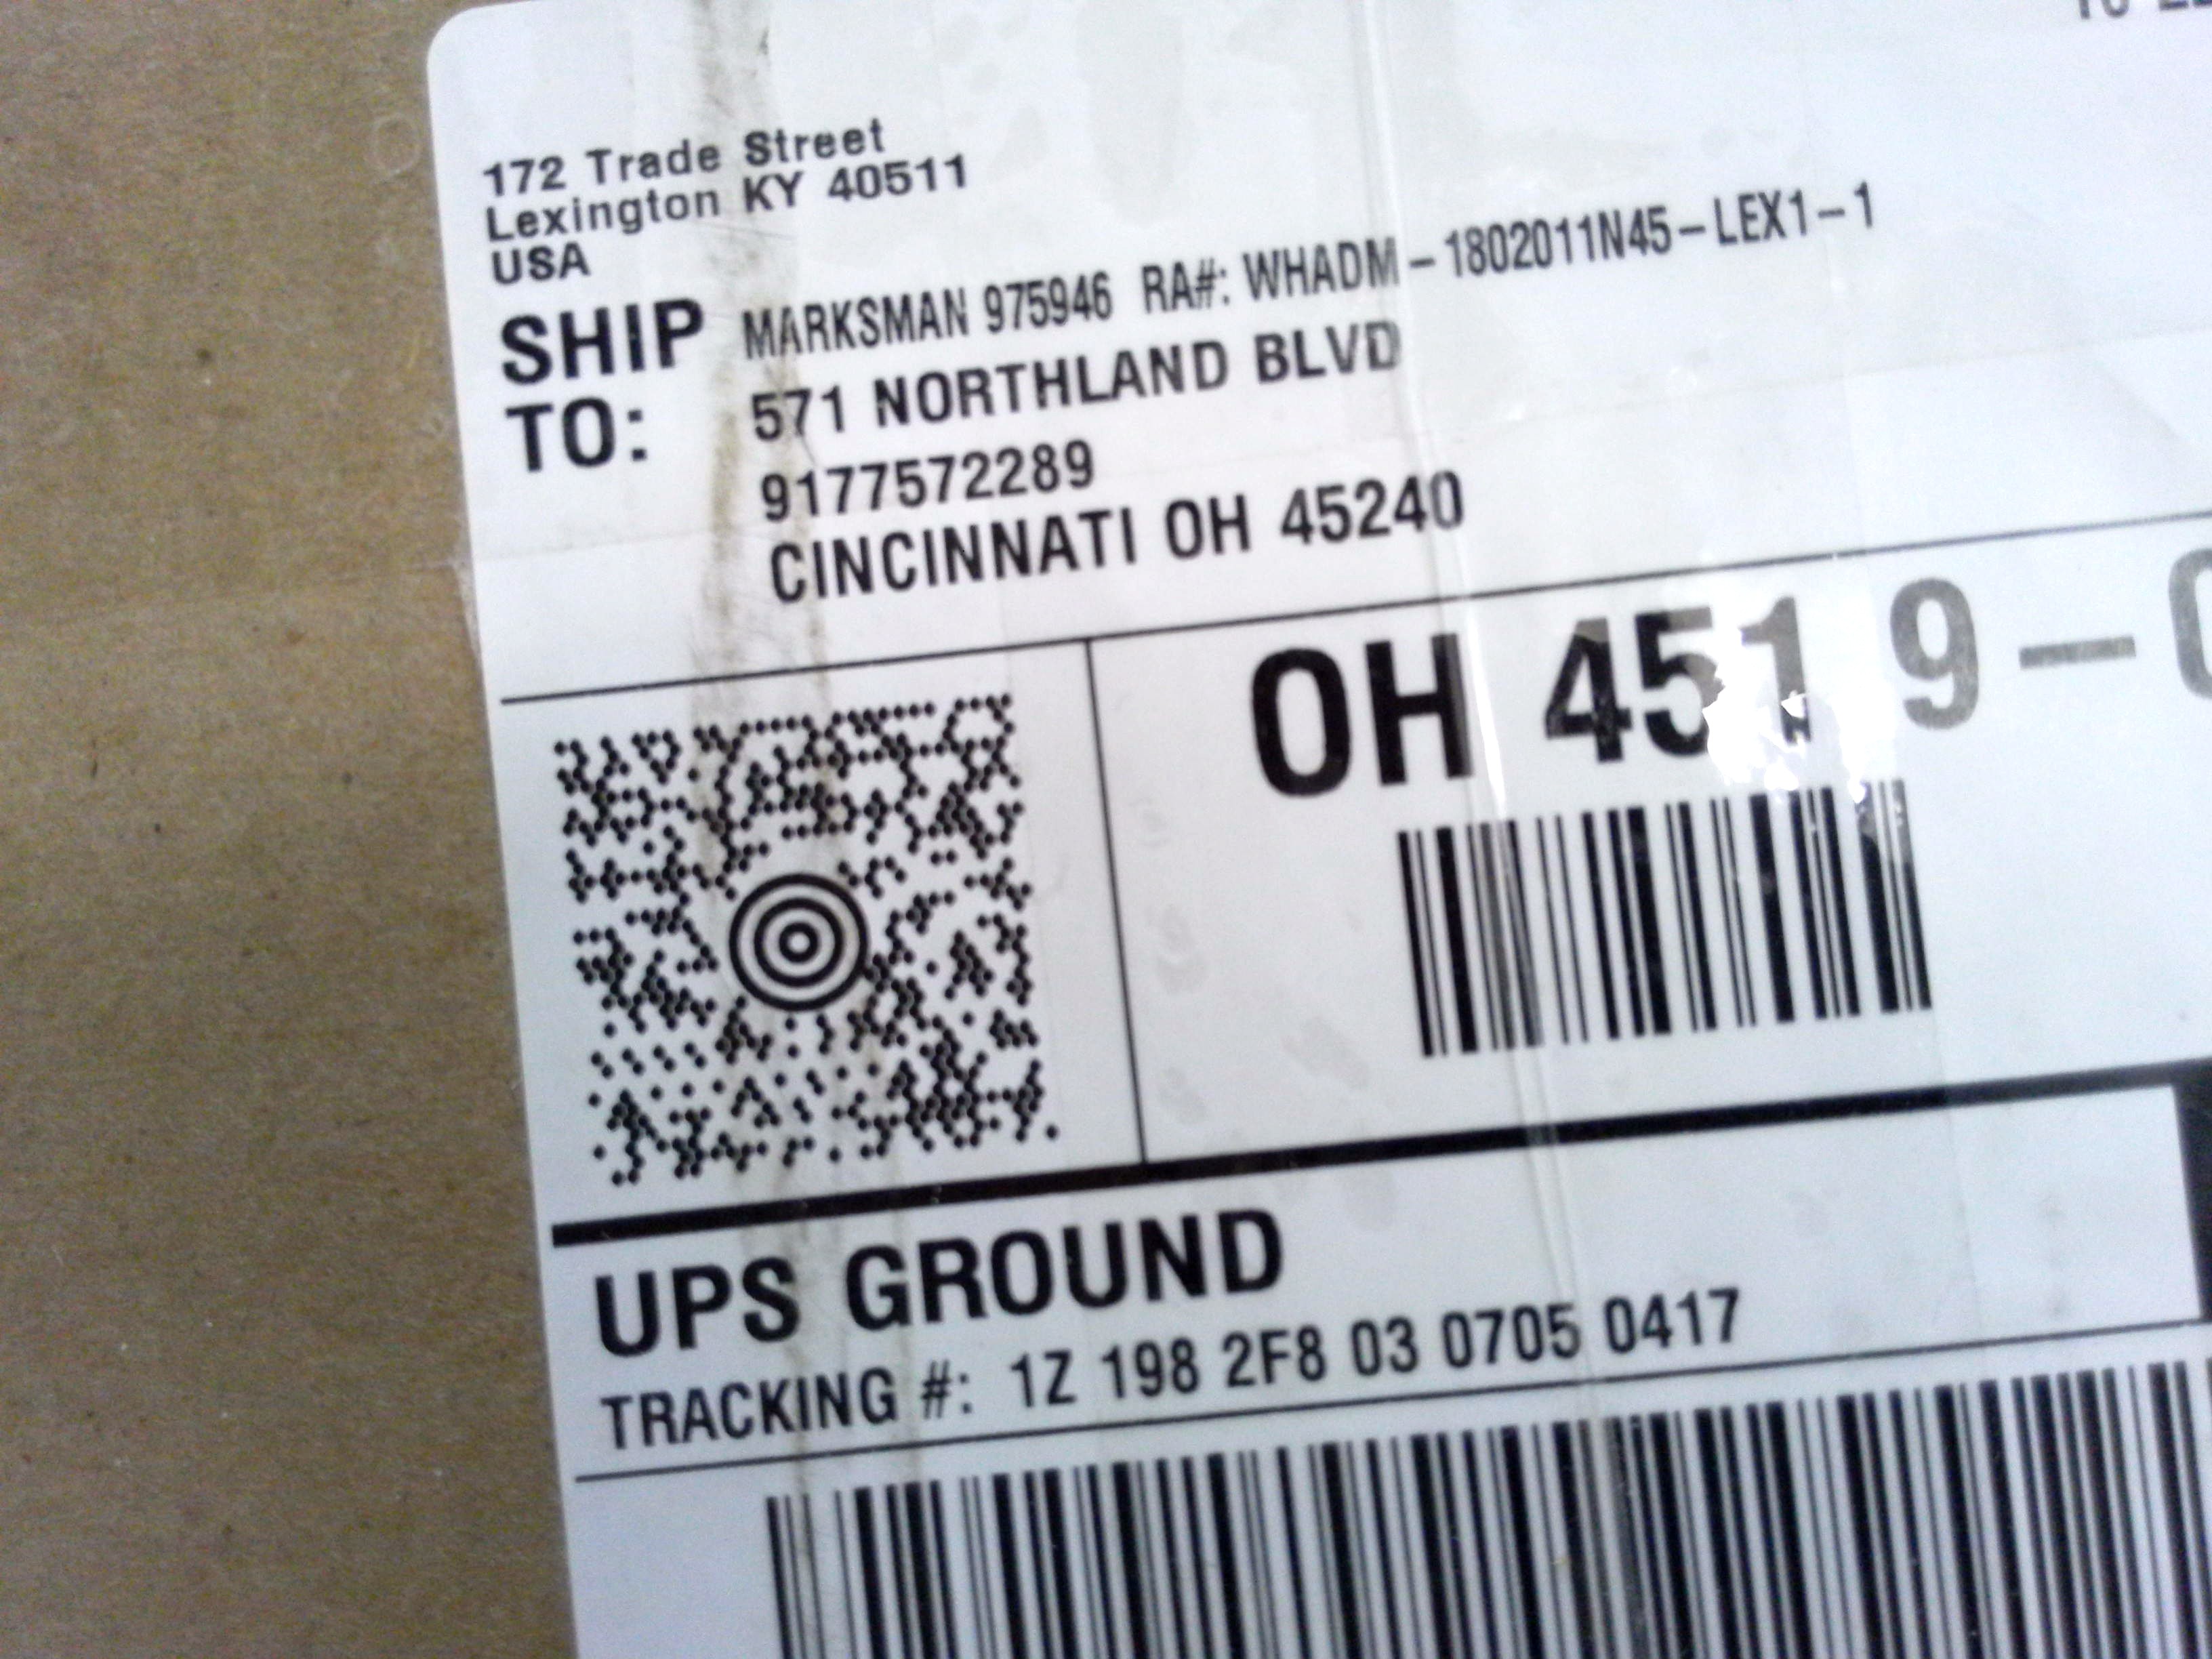 172 Trade Street
Lexington KY 40511
USA
SHIP TO:
MARKSMAN 975946 RA#: WHADM-1802011N45-LEX1-1
571 NORTHLAND BLVD
9177572289
CINCINNATI OH 45240
OH 451 9-
UPS GROUND
TRACKING #: 1Z 198 2F8 03 0705 0417